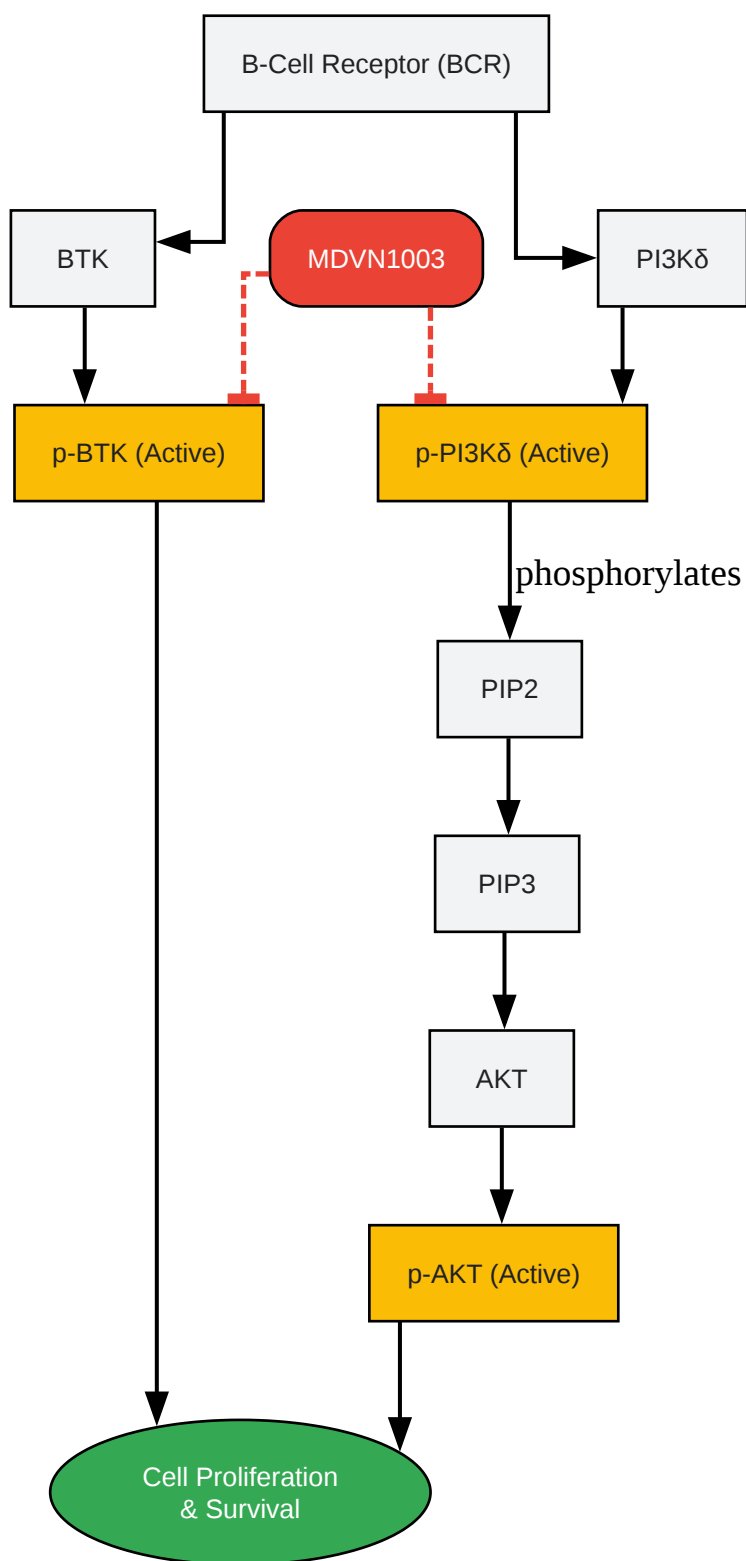 B-Cell Receptor (BCR)
BTK
MDVN1003
PI3Kδ
p-BTK (Active)
p-PI3Kδ (Active)
phosphorylates
PIP2
PIP3
AKT
p-AKT (Active)
Cell Proliferation
& Survival